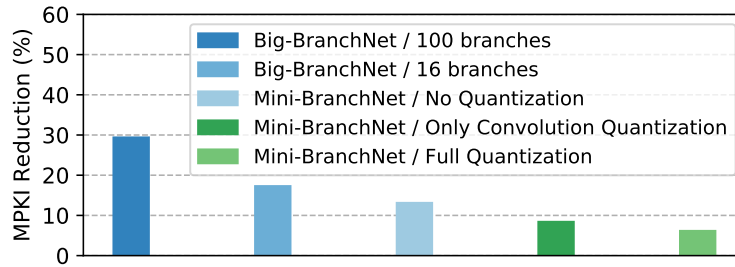 MPKI Reduction (%)
60
50
40
30
20
10
0
Big-BranchNet / 100 branches
Big-BranchNet / 16 branches
Mini-BranchNet / No Quantization
Mini-BranchNet / Only Convolution Quantization
Mini-BranchNet / Full Quantization